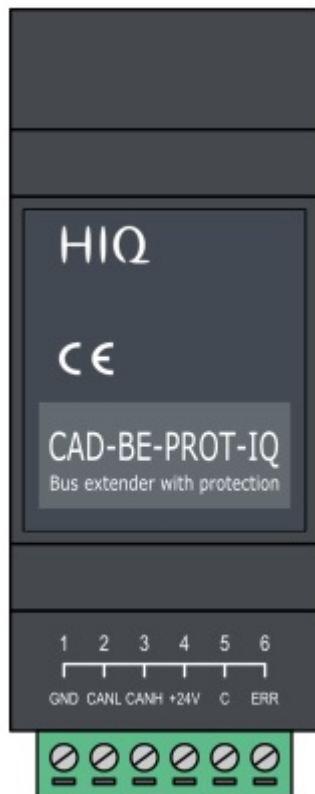 HIQ
CE
CAD-BE-PROT-IQ
Bus extender with protection
1 2 3 4 5 6
GND CANL CANH +24V C ERR